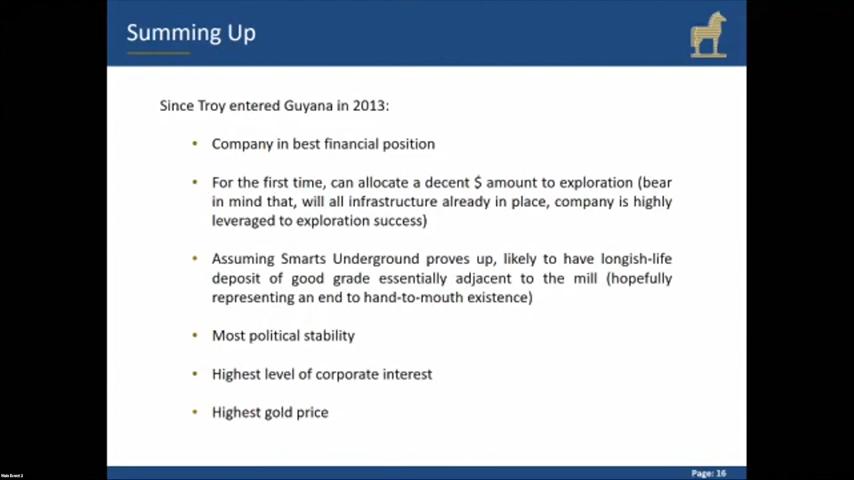 Summing Up
Since Troy entered Guyana in 2013:
• Company in best financial position
• For the first time, can allocate a decent $ amount to exploration (bear
in mind that, will all infrastructure already in place, company is highly
leveraged to exploration success)
• Assuming Smarts Underground proves up, likely to have longish-life
deposit of good grade essentially adjacent to the mill (hopefully
representing an end to hand-to-mouth existence)
• Most political stability
• Highest level of corporate interest
• Highest gold price
Page: 16